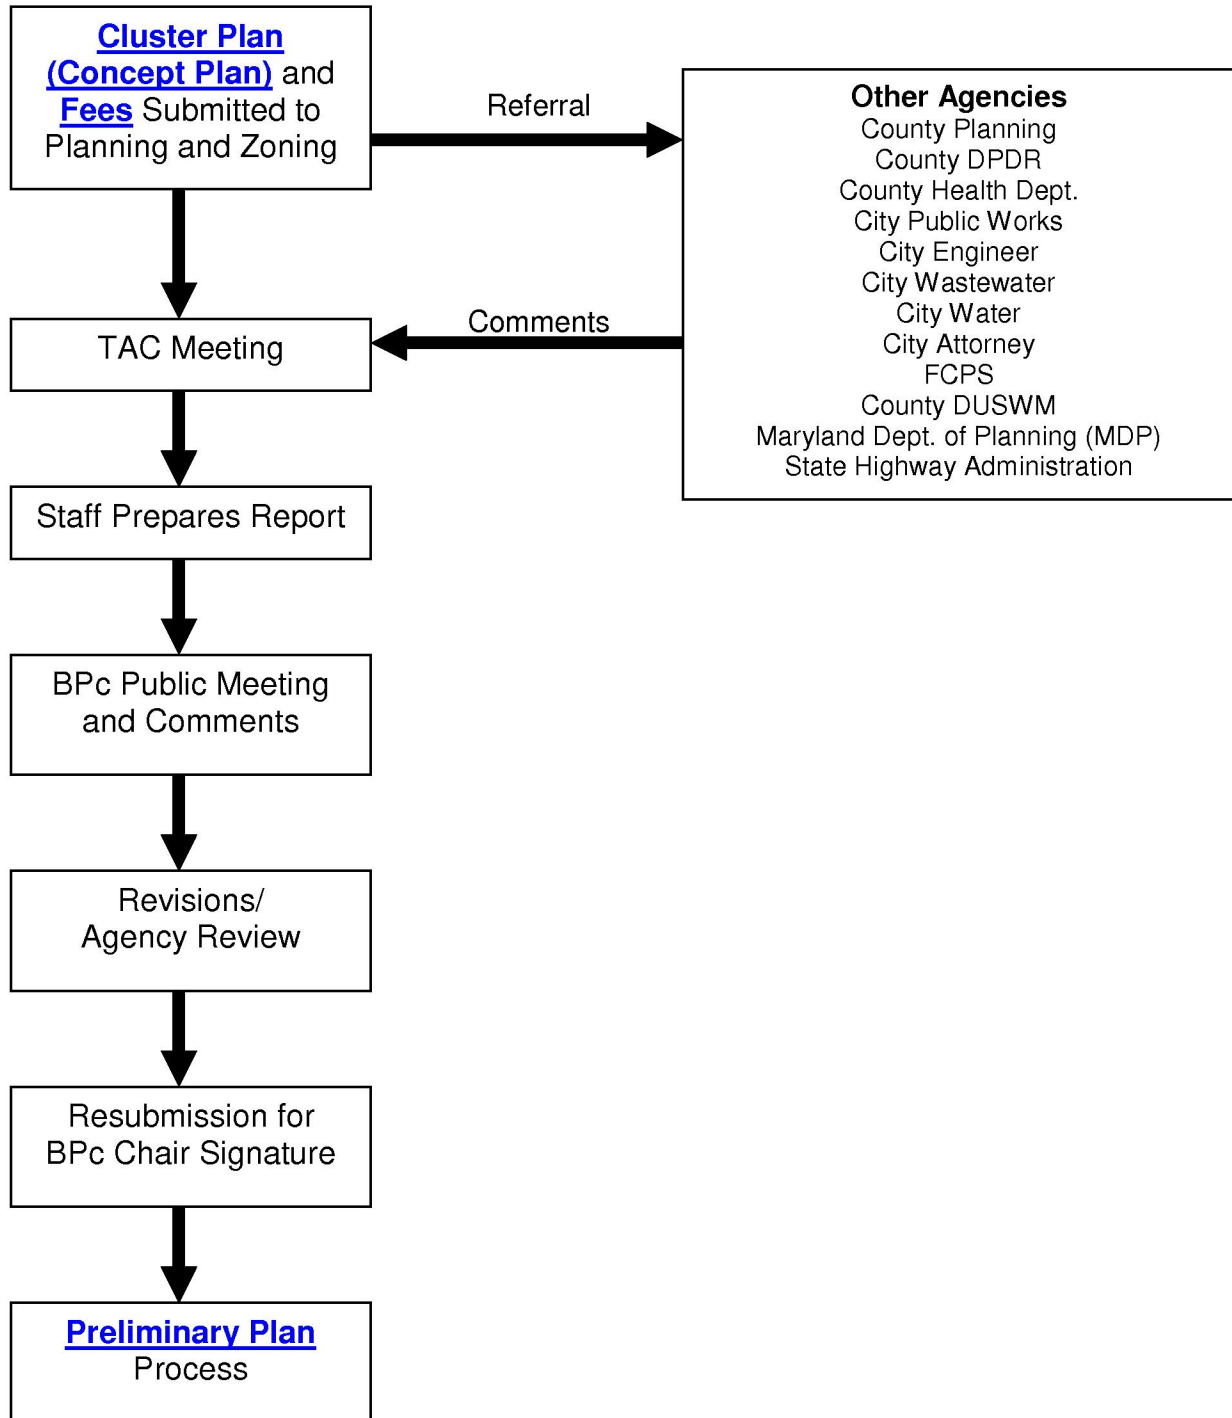 Cluster Plan
(Concept Plan) and
Fees Submitted to
Planning and Zoning
Referral
Other Agencies
County Planning
County DPDR
County Health Dept.
City Public Works
City Engineer
City Wastewater
City Water
City Attorney
FCPS
County DUSWM
Maryland Dept. of Planning (MDP)
State Highway Administration
Comments
TAC Meeting
Staff Prepares Report
BPc Public Meeting
and Comments
Revisions/
Agency Review
Resubmission for
BPc Chair Signature
Preliminary Plan
Process